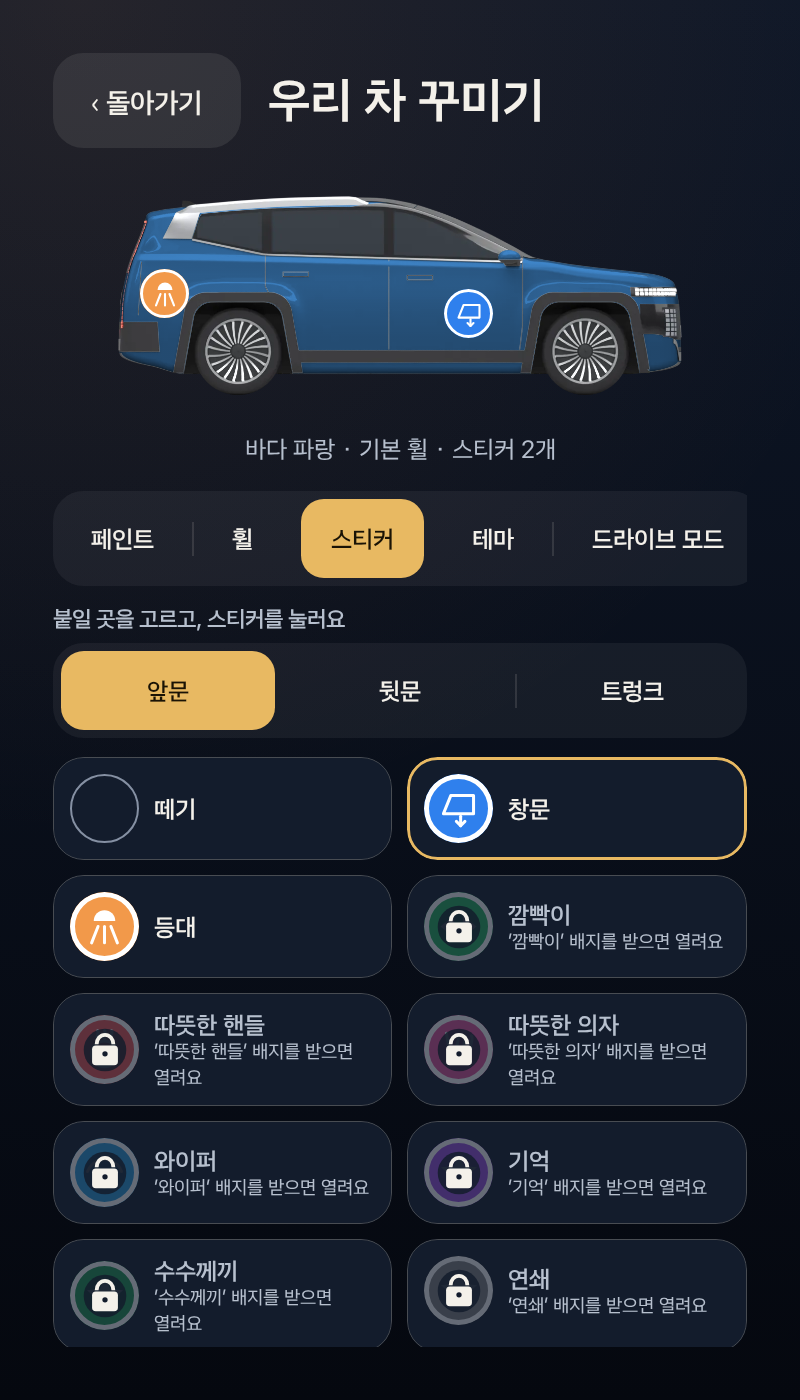 ‹ 돌아가기
우리 차 꾸미기
바다 파랑 · 기본 휠 · 스티커 2개
페인트
휠
스티커
테마
드라이브 모드
붙일 곳을 고르고, 스티커를 눌러요
앞문
뒷문
트렁크
떼기
창문
등대
깜빡이
'깜빡이' 배지를 받으면 열려요
따뜻한 핸들
'따뜻한 핸들' 배지를 받으면
열려요
따뜻한 의자
'따뜻한 의자' 배지를 받으면
열려요
와이퍼
'와이퍼' 배지를 받으면 열려요
기억
'기억' 배지를 받으면 열려요
수수께끼
'수수께끼' 배지를 받으면
열려요
연쇄
'연쇄' 배지를 받으면 열려요